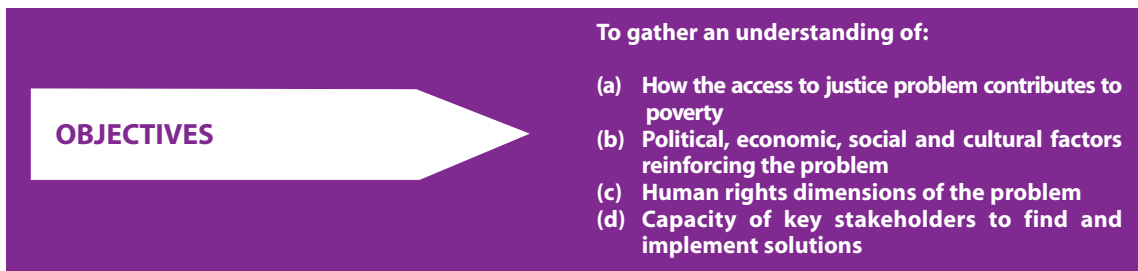 OBJECTIVES
To gather an understanding of:
(a) How the access to justice problem contributes to
poverty
(b) Political, economic, social and cultural factors
reinforcing the problem
(c) Human rights dimensions of the problem
(d) Capacity of key stakeholders to find and
implement solutions